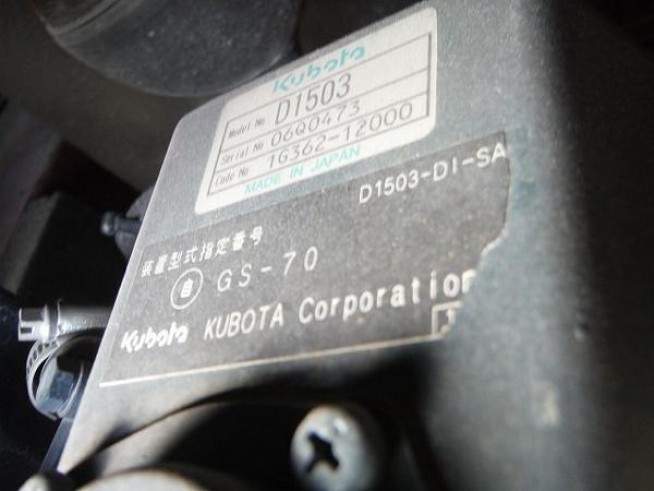 Kubota
Model No D1503
Serial No 06Q0473
Code No 1G362-12000
MADE IN JAPAN
D1503-DI-SA
装置型式指定番号
自 GS-70
Kubota KUBOTA Corporation